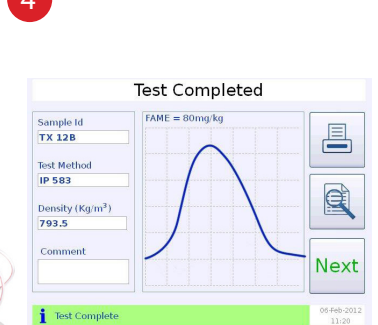 4
Test Completed
Sample Id
TX 12B
Test Method
IP 583
Density (Kg/m³)
793.5
Comment
FAME = 80mg/kg
Next
i Test Complete
06-Feb-2012
11:20